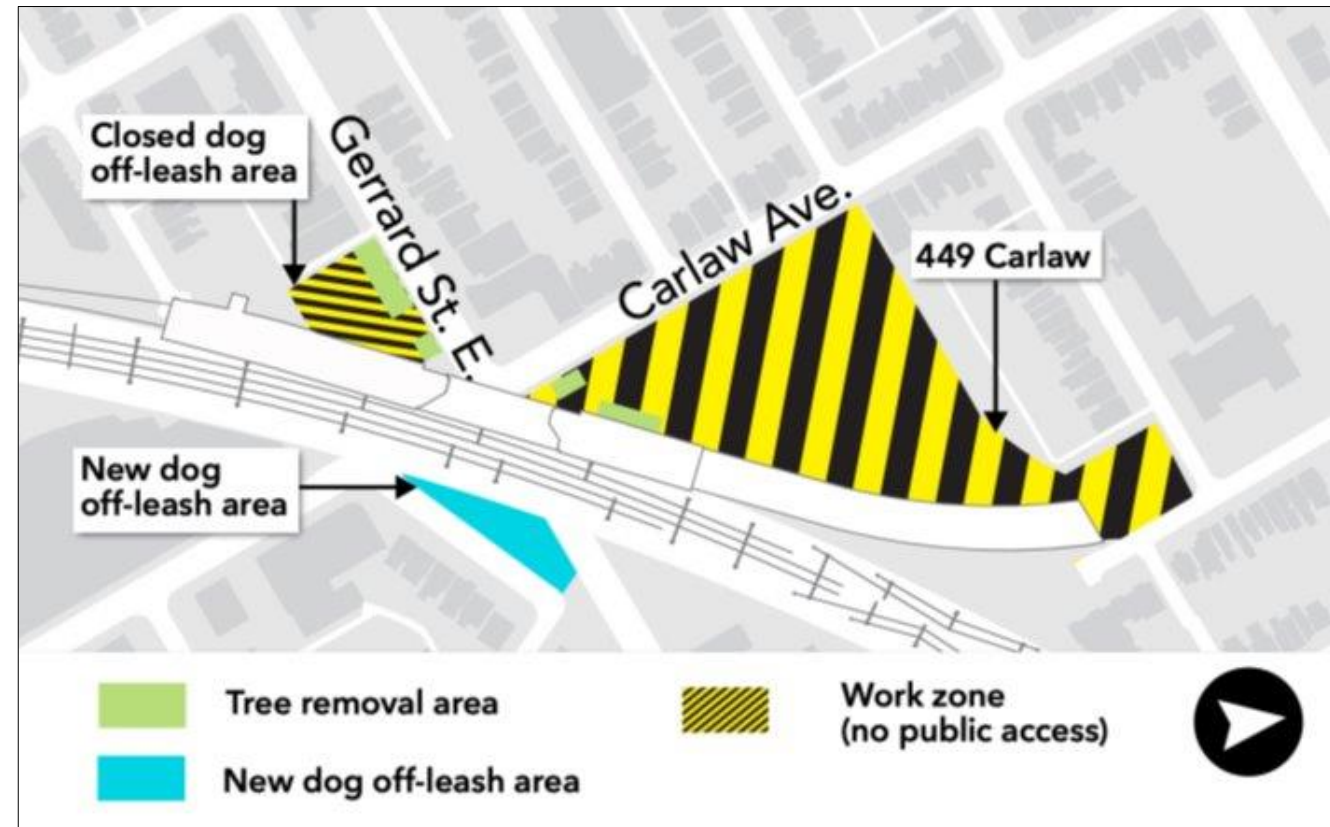 Closed dog
off-leash area
Gerrard St. E.
Carlaw Ave.
449 Carlaw
New dog
off-leash area
Tree removal area
New dog off-leash area
Work zone
(no public access)